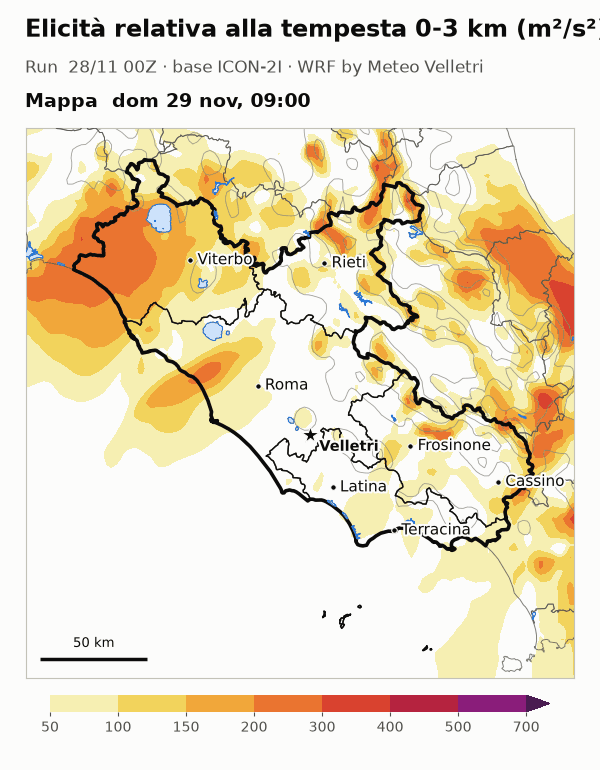 Elicità relativa alla tempesta 0-3 km (m²/s²)
Run 28/11 00Z · base ICON-2I · WRF by Meteo Velletri
Mappa dom 29 nov, 09:00
Viterbo
Rieti
Roma
Velletri
Frosinone
Cassino
Latina
Terracina
50 km
50 100 150 200 300 400 500 700